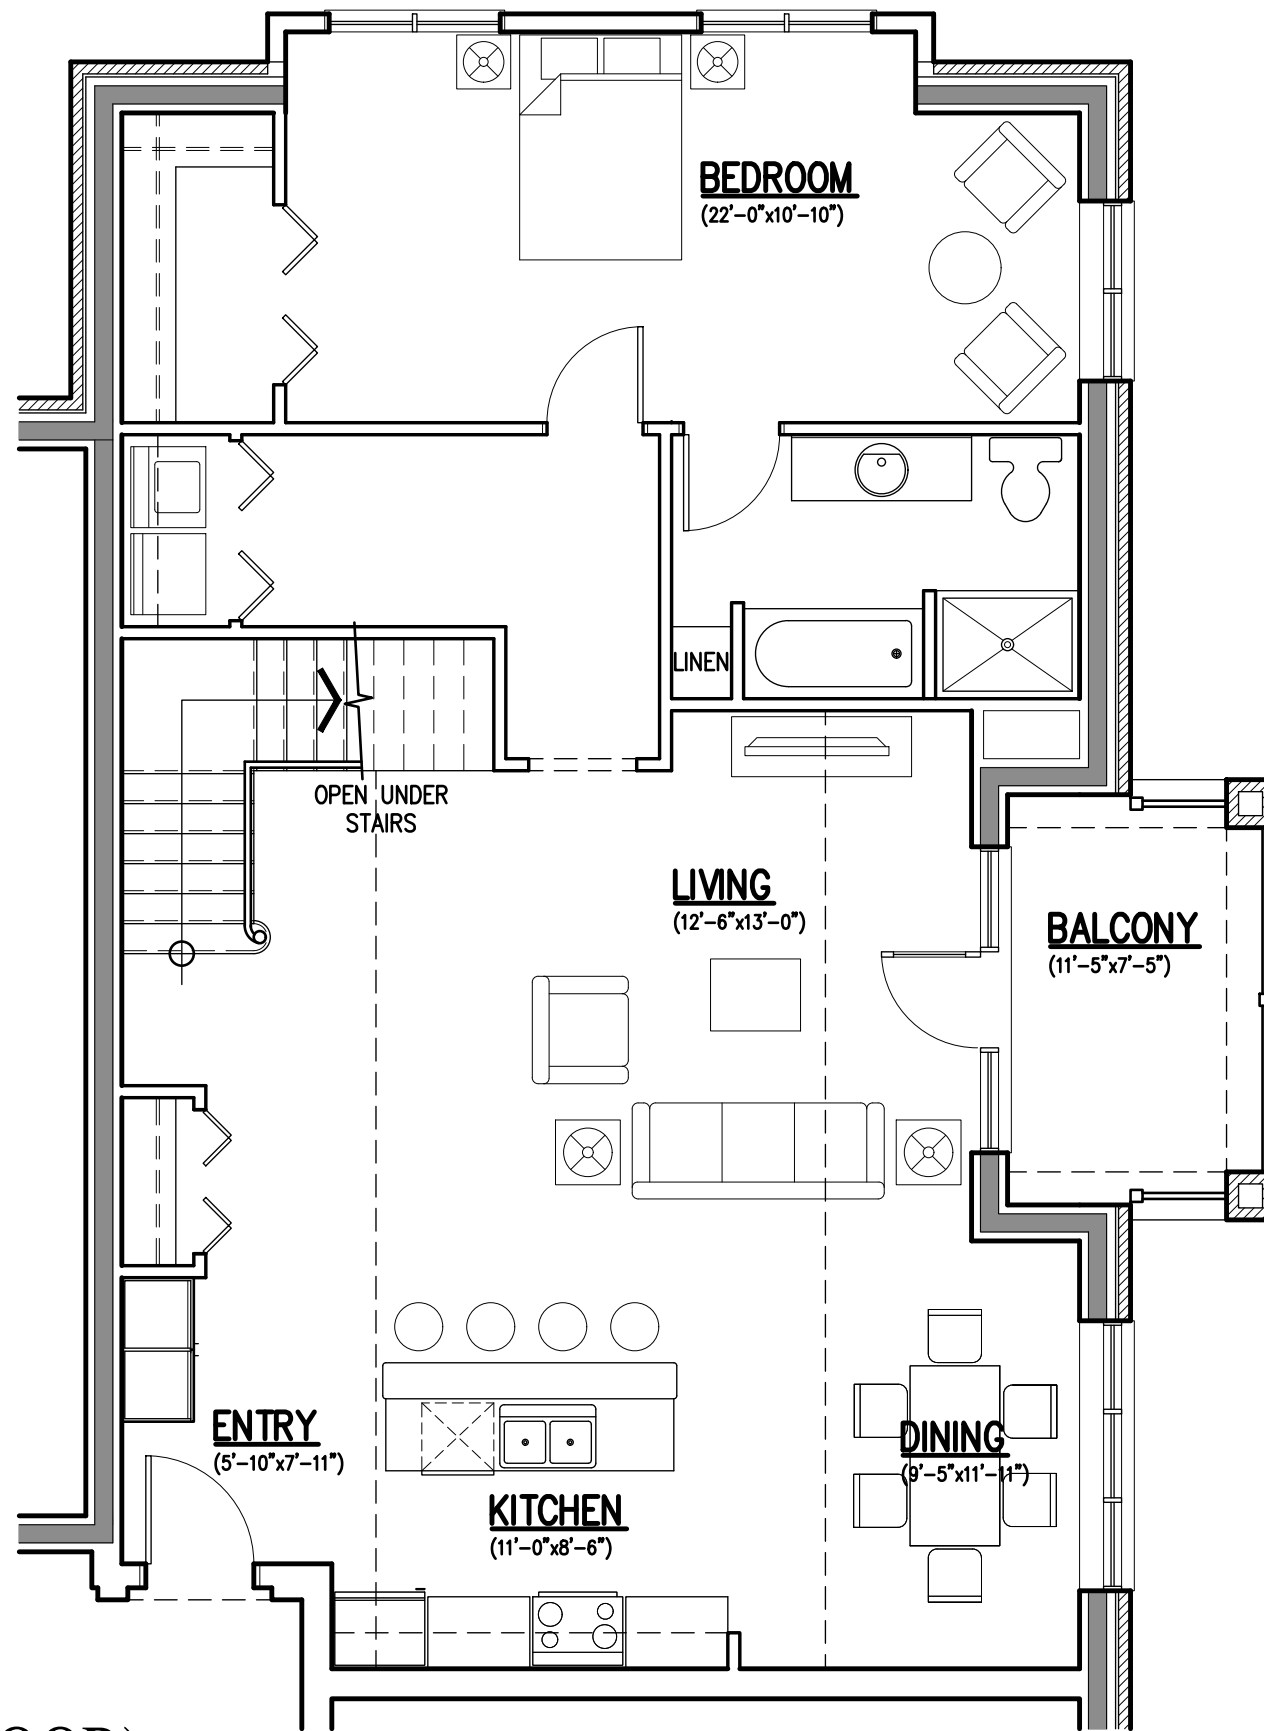 BEDROOM
(22'-0"x10'-10")
LINEN
OPEN UNDER
STAIRS
LIVING
(12'-6"x13'-0")
BALCONY
(11'-5"x7'-5")
ENTRY
(5'-10"x7'-11")
DINING
(9'-5"x11'-11")
KITCHEN
(11'-0"x8'-6")